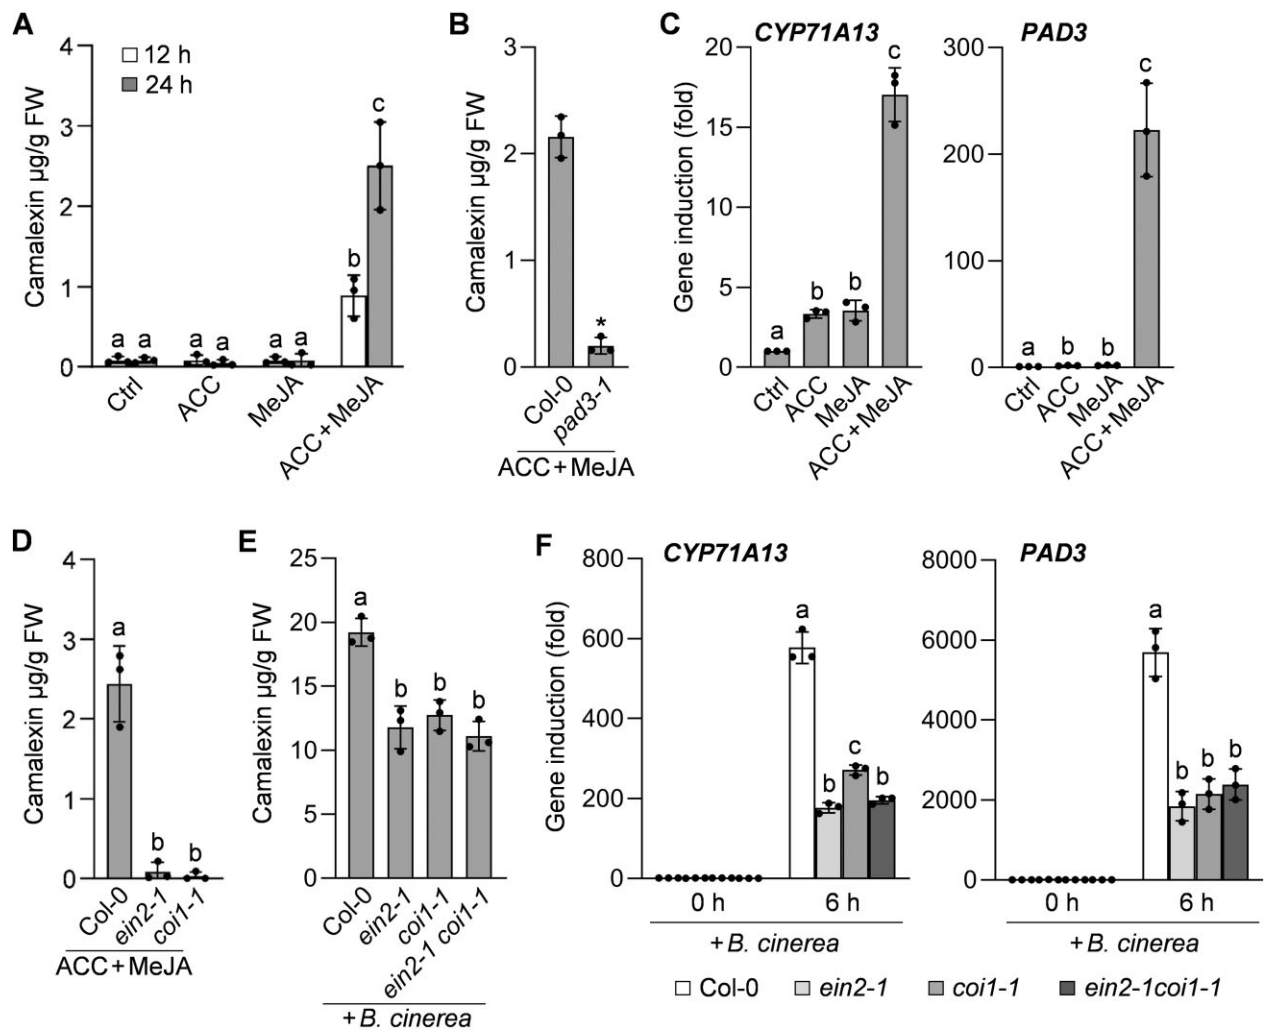 A
Camalexin µg/g FW
4
3
2
1
0
12 h
24 h
a a
a a
a a
b
c
Ctrl
ACC
MeJA
ACC+MeJA
B
Camalexin µg/g FW
3
2
1
0
*
Col-0
pad3-1
ACC+MeJA
C
CYP71A13
Gene induction (fold)
20
15
10
5
0
a
b
b
c
Ctrl
ACC
MeJA
ACC+MeJA
PAD3
300
200
100
0
a
b
b
c
Ctrl
ACC
MeJA
ACC+MeJA
D
Camalexin µg/g FW
4
3
2
1
0
a
b
b
Col-0
ein2-1
coi1-1
ACC+MeJA
E
Camalexin µg/g FW
25
20
15
10
5
0
a
b
b
b
Col-0
ein2-1
coi1-1
ein2-1 coi1-1
+B. cinerea
F
CYP71A13
Gene induction (fold)
800
600
400
200
0
a
b
c
b
0 h
6 h
+B. cinerea
PAD3
8000
6000
4000
2000
0
a
b
b
b
0 h
6 h
+B. cinerea
Col-0
ein2-1
coi1-1
ein2-1coi1-1